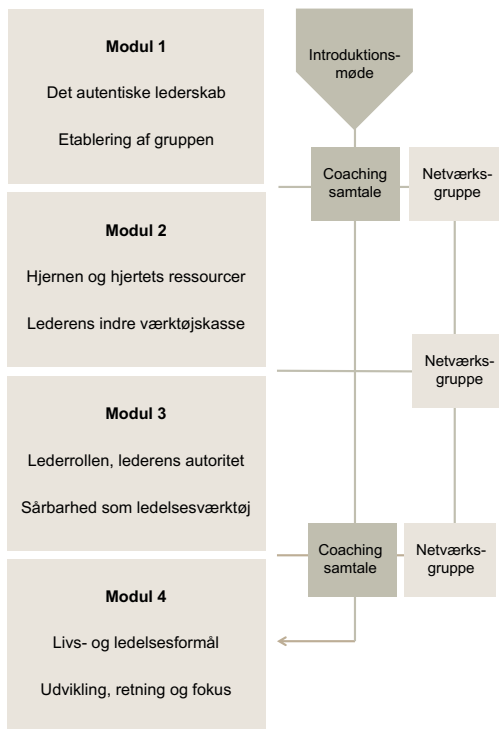 Modul 1
Det autentiske lederskab
Etablering af gruppen
Introduktions-
møde
Coaching
samtale
Netværks-
gruppe
Modul 2
Hjernen og hjertets ressourcer
Lederens indre værktøjskasse
Netværks-
gruppe
Modul 3
Lederrollen, lederens autoritet
Sårbarhed som ledelsesværktøj
Coaching
samtale
Netværks-
gruppe
Modul 4
Livs- og ledelsesformål
Udvikling, retning og fokus